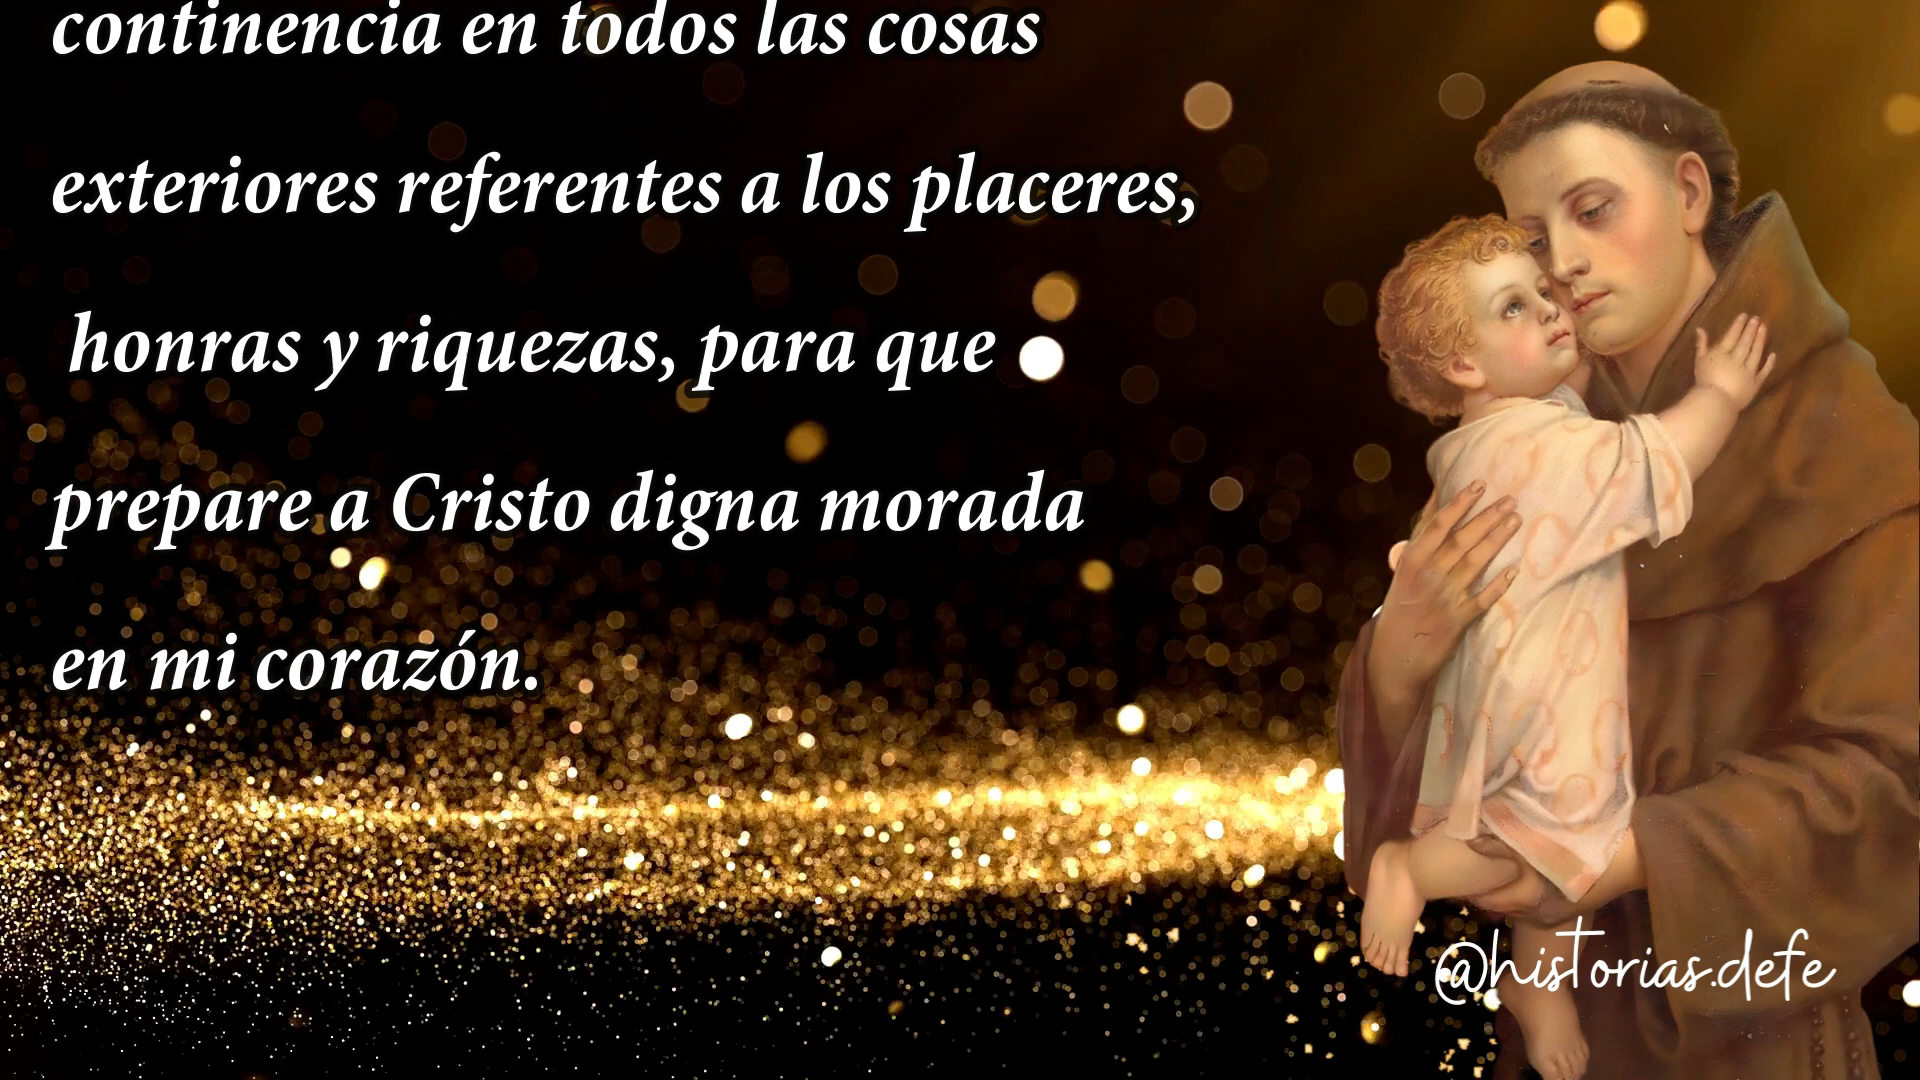 continencia en todos las cosas
exteriores referentes a los placeres,
honras y riquezas, para que
prepare a Cristo digna morada
en mi corazón.
@historias.defe